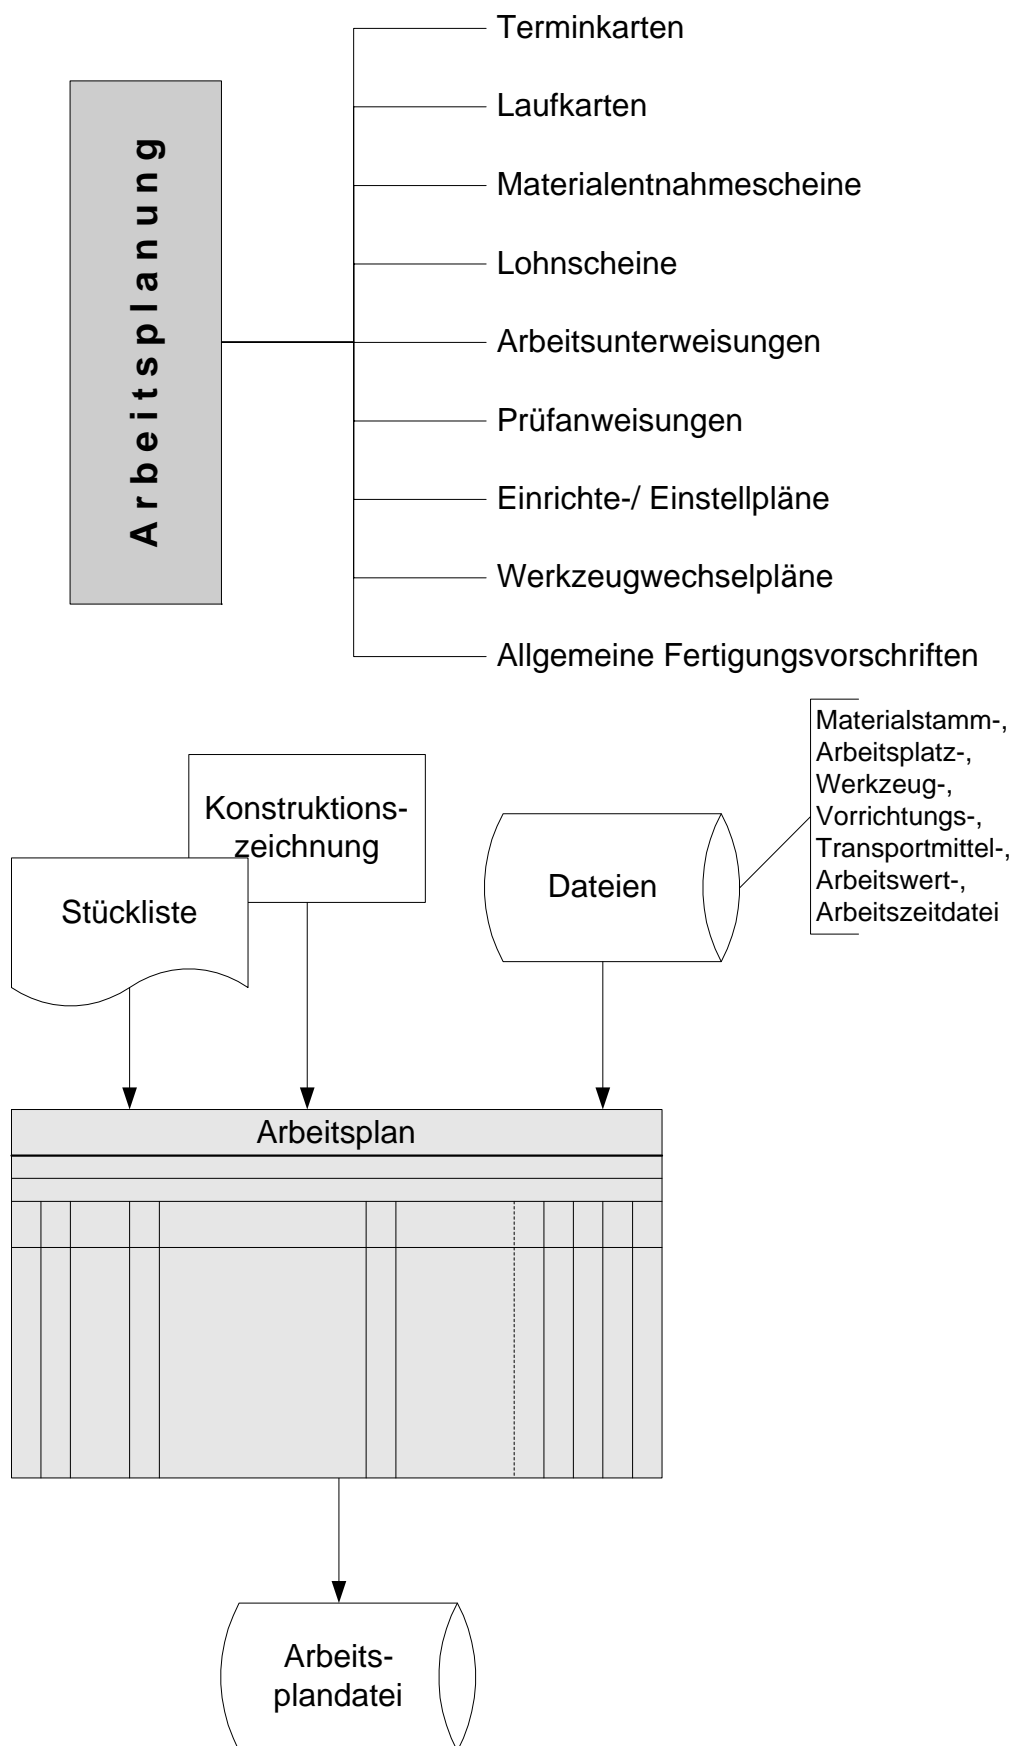 Arbeitsplanung
Terminkarten
Laufkarten
Materialentnahmescheine
Lohnscheine
Arbeitsunterweisungen
Prüfanweisungen
Einrichte-/ Einstellpläne
Werkzeugwechselpläne
Allgemeine Fertigungsvorschriften
Konstruktions-
zeichnung
Stückliste
Dateien
Materialstamm-,
Arbeitsplatz-,
Werkzeug-,
Vorrichtungs-,
Transportmittel-,
Arbeitswert-,
Arbeitszeitdatei
Arbeitsplan
Arbeits-
plandatei